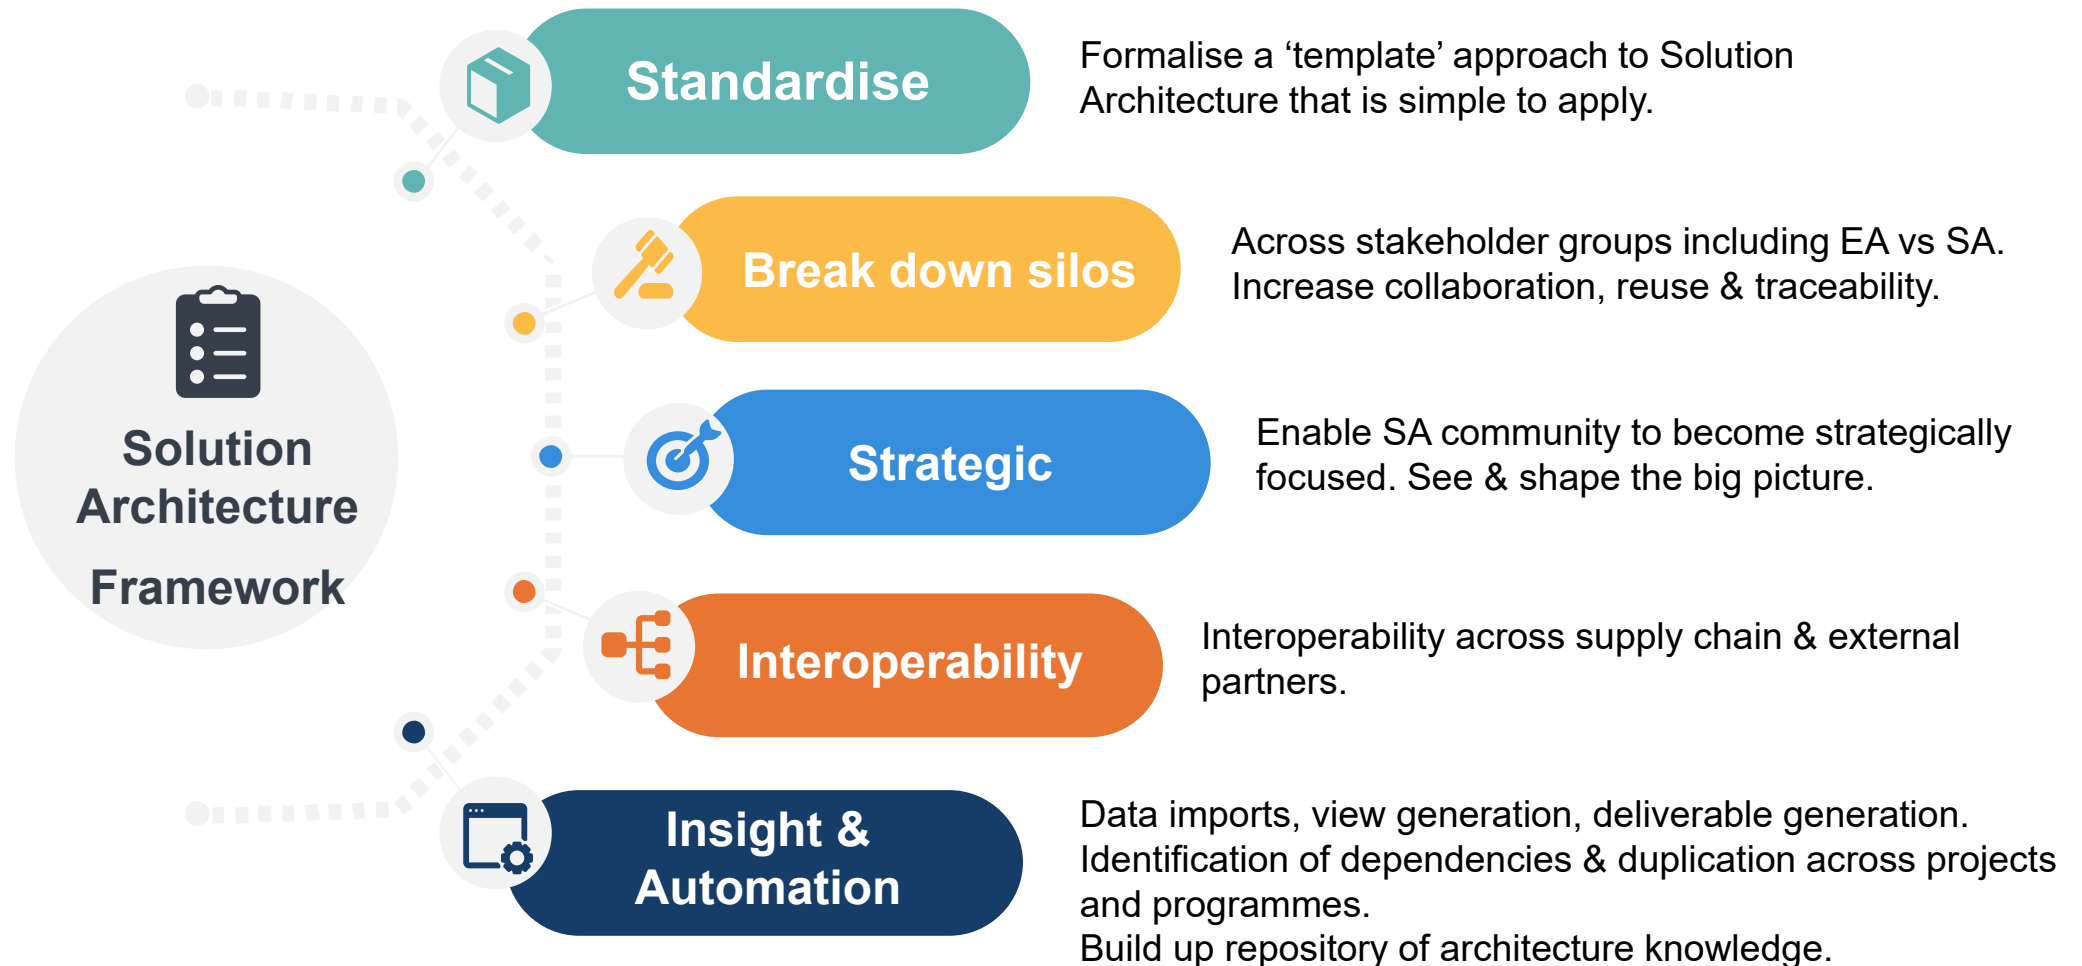 Solution
Architecture
Framework
Standardise
Formalise a ‘template’ approach to Solution
Architecture that is simple to apply.
Break down silos
Across stakeholder groups including EA vs SA.
Increase collaboration, reuse & traceability.
Strategic
Enable SA community to become strategically
focused. See & shape the big picture.
Interoperability
Interoperability across supply chain & external
partners.
Insight &
Automation
Data imports, view generation, deliverable generation.
Identification of dependencies & duplication across projects
and programmes.
Build up repository of architecture knowledge.